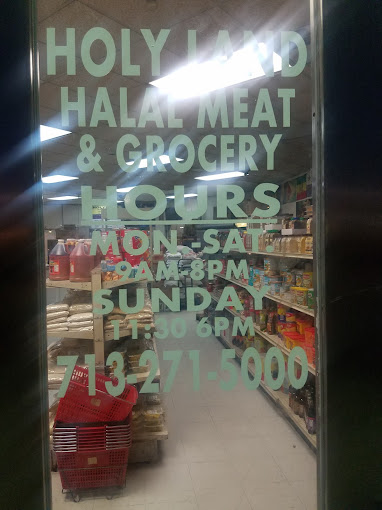 HOLY LAND
HALAL MEAT
& GROCERY
HOURS
MON-SAT.
9AM-8PM
SUNDAY
11:30 6PM
713-271-5000